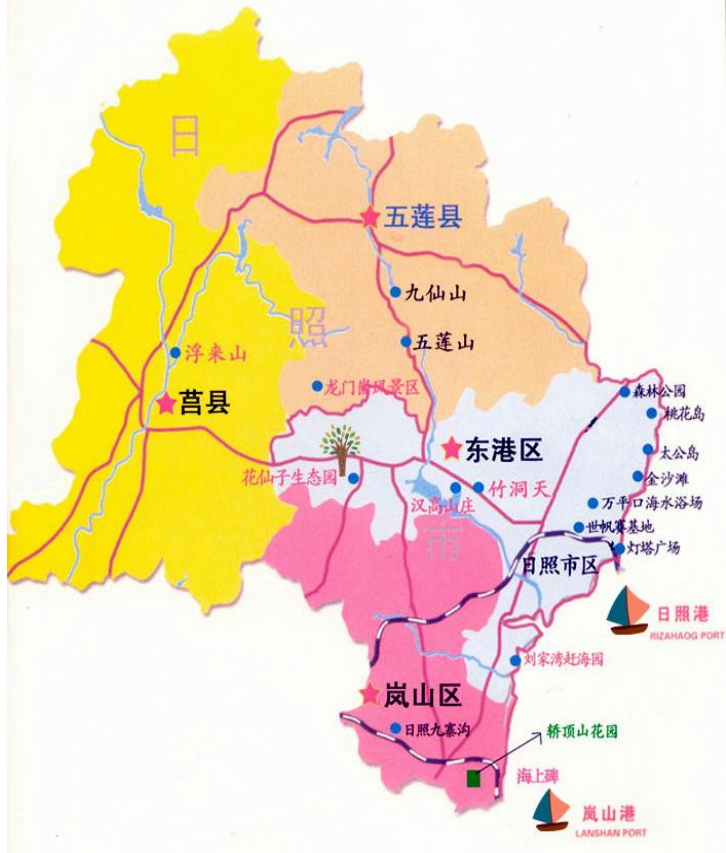 日
五莲县
九仙山
照
五莲山
浮来山
龙门崮风景区
森林公园
莒县
桃花岛
东港区
太公岛
花仙子生态园
金沙滩
竹洞天
汉高山庄
万平口海水浴场
市
世帆赛基地
灯塔广场
日照市区
日照港
RIZAHAOG PORT
刘家湾赶海园
岚山区
日照九寨沟
轿顶山花园
海上碑
岚山港
LANSHAN PORT